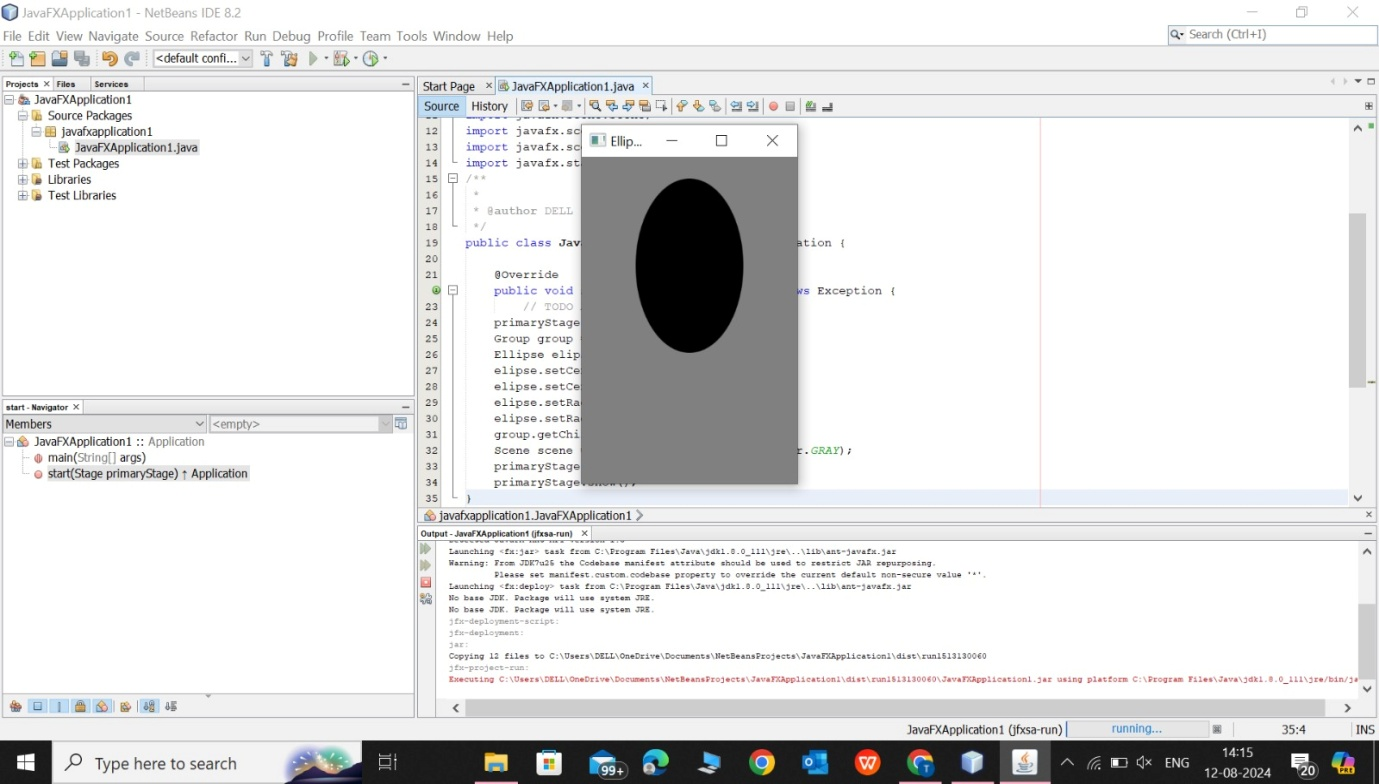 JavaFXApplication1 - NetBeans IDE 8.2
File Edit View Navigate Source Refactor Run Debug Profile Team Tools Window Help
Search (Ctrl+I)
<default confi...
Projects Files Services
JavaFXApplication1
Source Packages
javafxapplication1
JavaFXApplication1.java
Test Packages
Libraries
Test Libraries
start - Navigator
Members <empty>
JavaFXApplication1 :: Application
main(String[] args)
start(Stage primaryStage) ↑ Application
Start Page JavaFXApplication1.java
Source History
12 import javafx.sc
13 import javafx.sc
14 import javafx.st
15 /**
16 *
17 * @author DELL
18 */
19 public class Jav ation {
20
21 @Override
public void ws Exception {
23 // TODO
24 primaryStage
25 Group group
26 Ellipse elip
27 elipse.setCe
28 elipse.setCe
29 elipse.setRa
30 elipse.setRa
31 group.getChi
32 Scene scene r.GRAY);
33 primaryStage
34 primaryStage.show();
35 }
Ellip...
javafxapplication1.JavaFXApplication1
Output - JavaFXApplication1 (jfxsa-run)
Launching <fx:jar> task from C:\Program Files\Java\jdk1.8.0_111\jre\..\lib\ant-javafx.jar
Warning: From JDK7u25 the Codebase manifest attribute should be used to restrict JAR repurposing.
Please set manifest.custom.codebase property to override the current default non-secure value '*'.
Launching <fx:deploy> task from C:\Program Files\Java\jdk1.8.0_111\jre\..\lib\ant-javafx.jar
No base JDK. Package will use system JRE.
No base JDK. Package will use system JRE.
jfx-deployment-script:
jfx-deployment:
jar:
Copying 12 files to C:\Users\DELL\OneDrive\Documents\NetBeansProjects\JavaFXApplication1\dist\run1513130060
jfx-project-run:
Executing C:\Users\DELL\OneDrive\Documents\NetBeansProjects\JavaFXApplication1\dist\run1513130060\JavaFXApplication1.jar using platform C:\Program Files\Java\jdk1.8.0_111\jre/bin/ja
JavaFXApplication1 (jfxsa-run) running... 35:4 INS
Type here to search
99+
ENG
14:15
12-08-2024
20
PRE